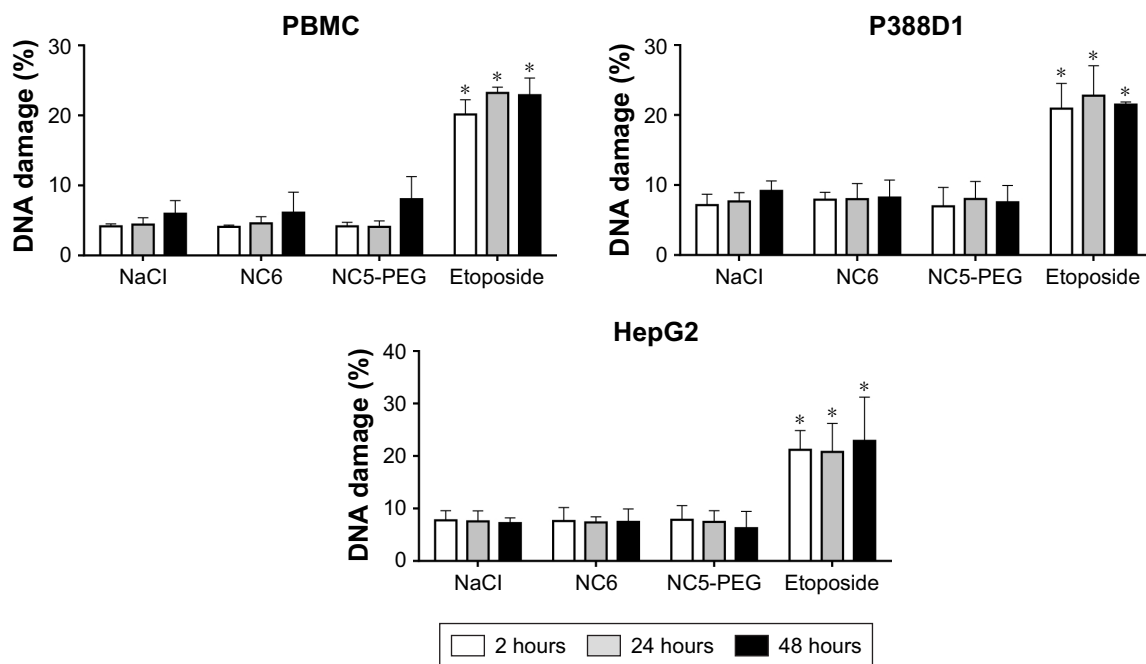 PBMC
DNA damage (%)
30
20
10
0
* * *
NaCl NC6 NC5-PEG Etoposide
P388D1
DNA damage (%)
30
20
10
0
* * *
NaCl NC6 NC5-PEG Etoposide
HepG2
DNA damage (%)
40
30
20
10
0
* * *
NaCl NC6 NC5-PEG Etoposide
2 hours 24 hours 48 hours